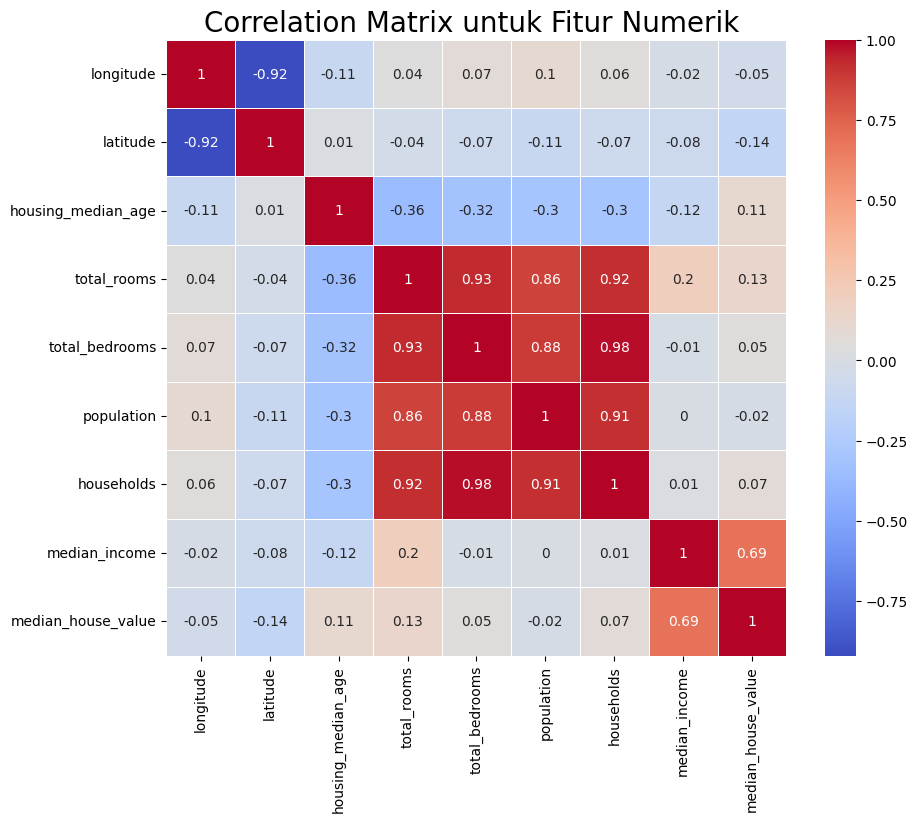 Correlation Matrix untuk Fitur Numerik
longitude 1 -0.92 -0.11 0.04 0.07 0.1 0.06 -0.02 -0.05
latitude -0.92 1 0.01 -0.04 -0.07 -0.11 -0.07 -0.08 -0.14
housing_median_age -0.11 0.01 1 -0.36 -0.32 -0.3 -0.3 -0.12 0.11
total_rooms 0.04 -0.04 -0.36 1 0.93 0.86 0.92 0.2 0.13
total_bedrooms 0.07 -0.07 -0.32 0.93 1 0.88 0.98 -0.01 0.05
population 0.1 -0.11 -0.3 0.86 0.88 1 0.91 0 -0.02
households 0.06 -0.07 -0.3 0.92 0.98 0.91 1 0.01 0.07
median_income -0.02 -0.08 -0.12 0.2 -0.01 0 0.01 1 0.69
median_house_value -0.05 -0.14 0.11 0.13 0.05 -0.02 0.07 0.69 1
longitude
latitude
housing_median_age
total_rooms
total_bedrooms
population
households
median_income
median_house_value
1.00
0.75
0.50
0.25
0.00
−0.25
−0.50
−0.75